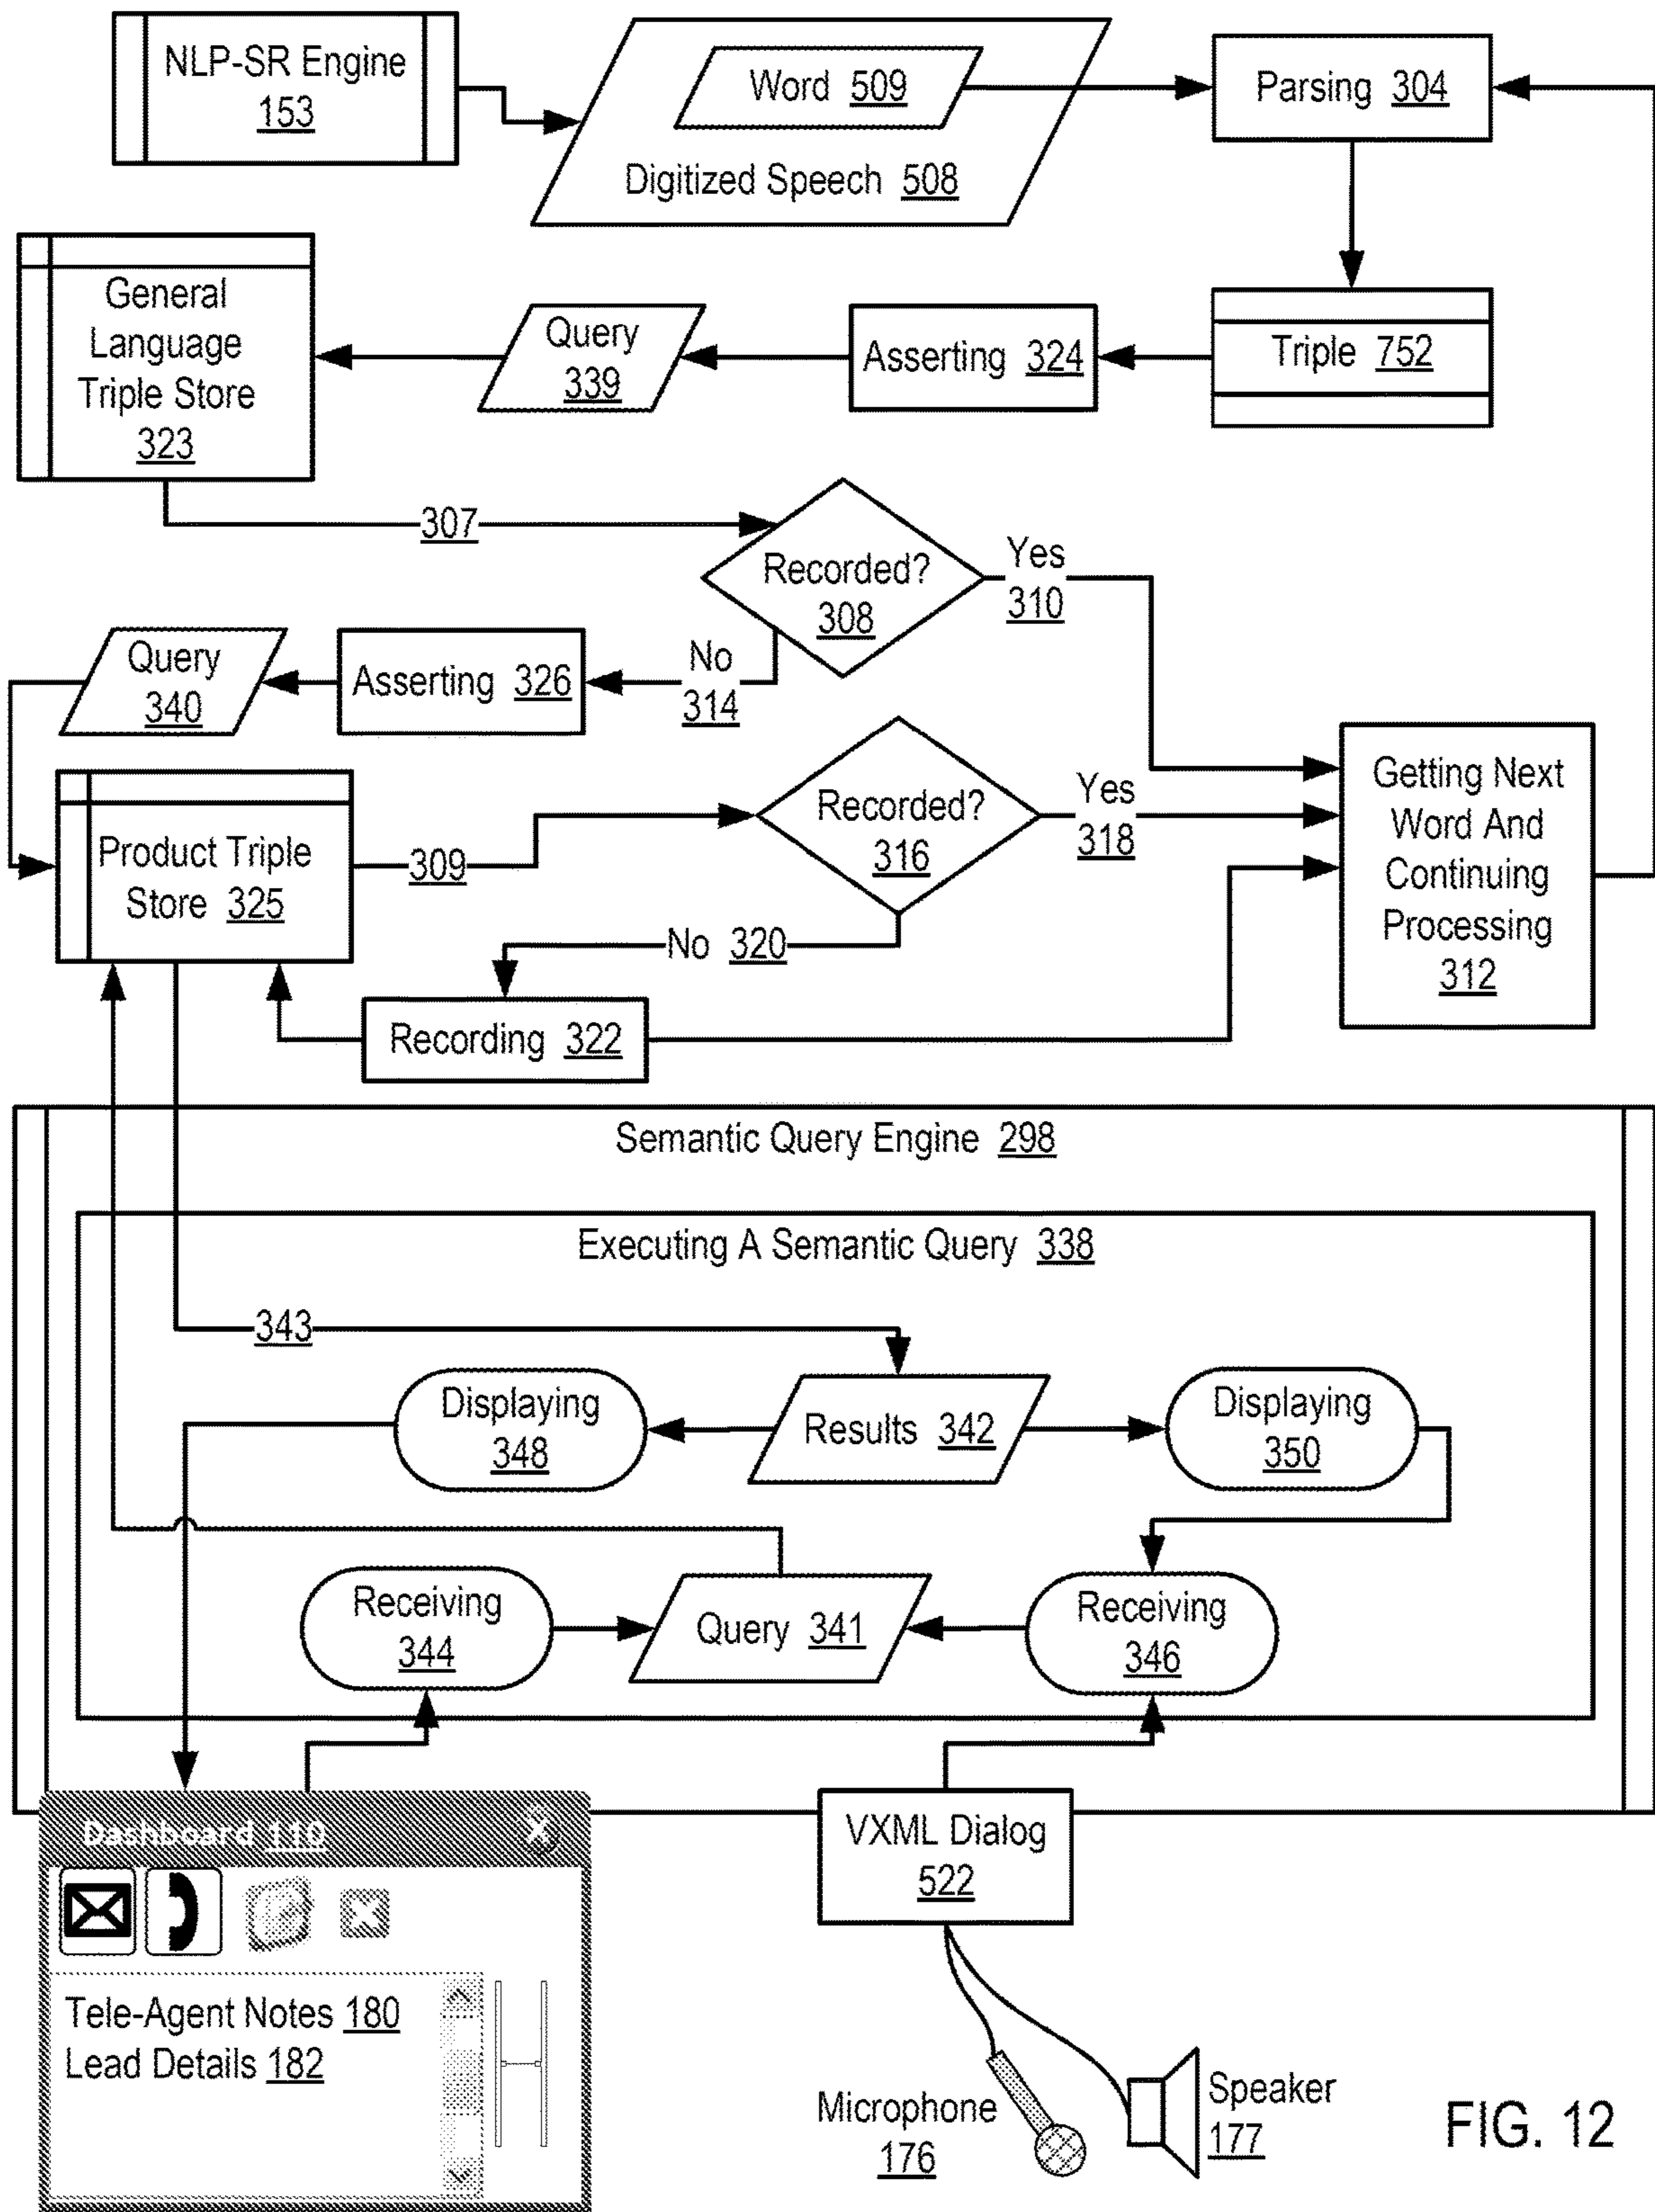 NLP-SR Engine
153
Word 509
Digitized Speech 508
Parsing 304
General
Language
Triple Store
323
Query
339
Asserting 324
Triple 752
307
Recorded?
308
Yes
310
Query
340
Asserting 326
No
314
Product Triple
Store 325
309
Recorded?
316
Yes
318
Getting Next
Word And
Continuing
Processing
312
No 320
Recording 322
Semantic Query Engine 298
Executing A Semantic Query 338
343
Displaying
348
Results 342
Displaying
350
Receiving
344
Query 341
Receiving
346
Dashboard 110
VXML Dialog
522
Tele-Agent Notes 180
Lead Details 182
Microphone
176
Speaker
177
FIG. 12